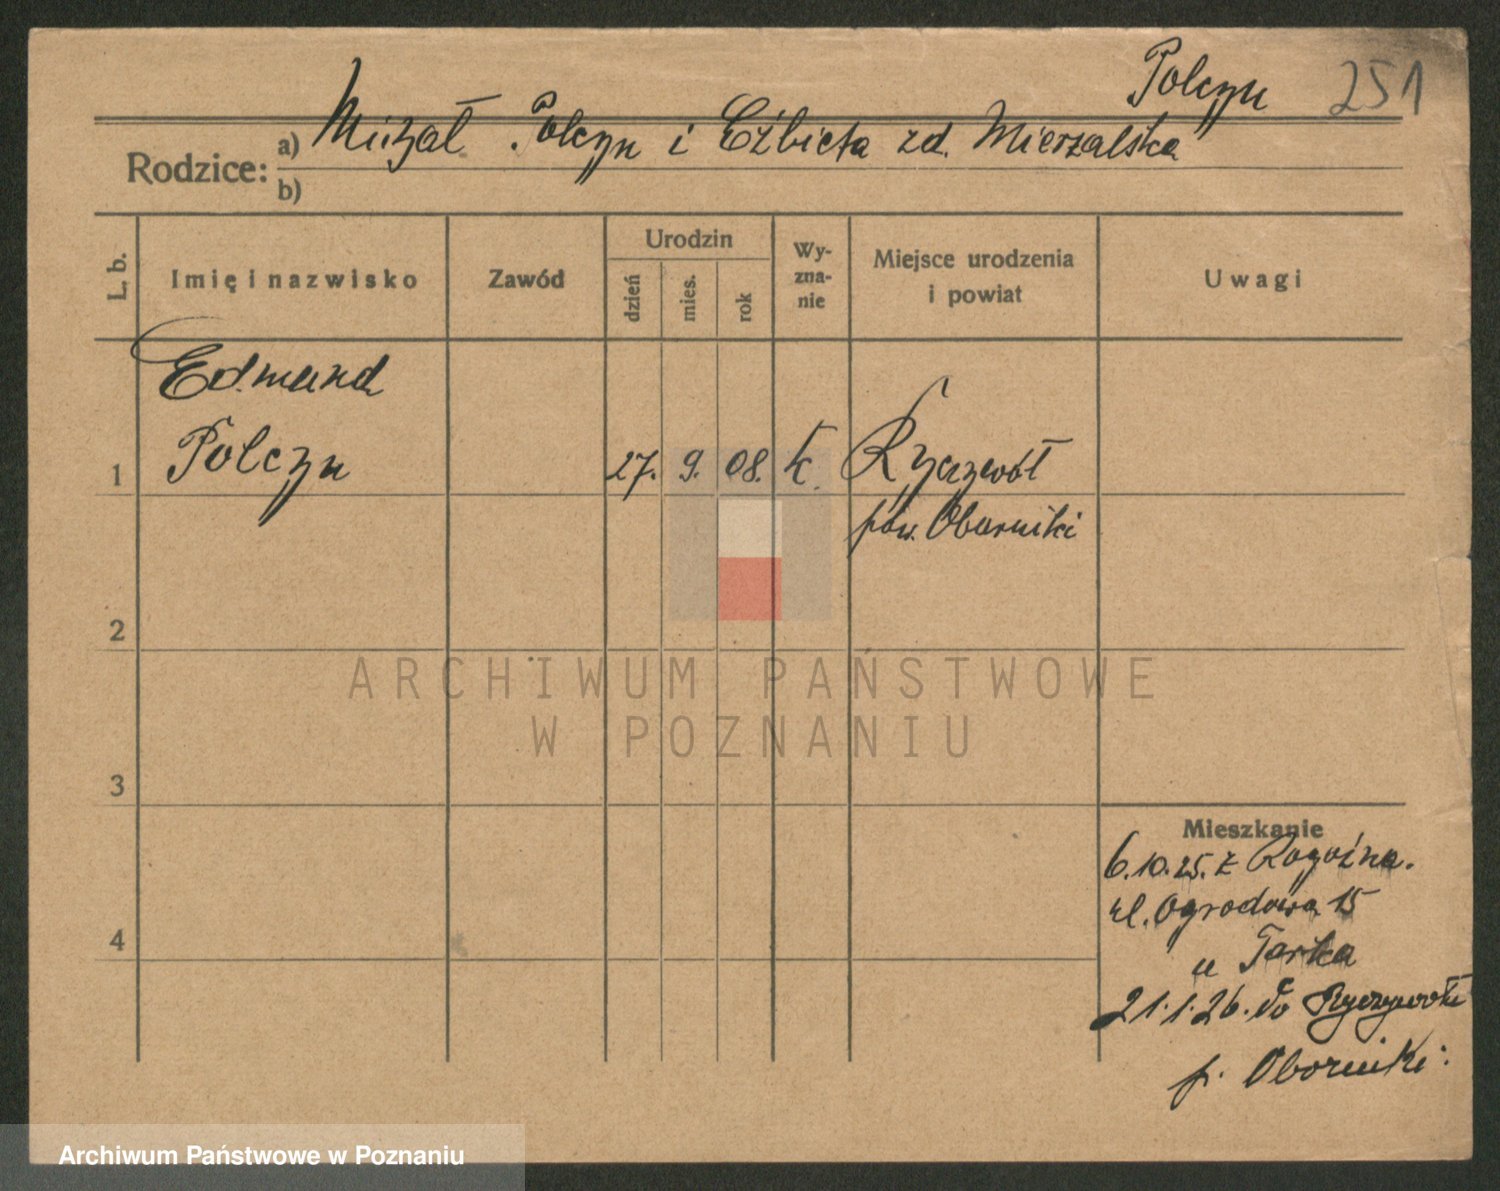 Polczyn 251
Rodzice: a) Michał Polczyn i Elżbieta zd. Mierzalska
b)
L. b. Imię i nazwisko Zawód Urodzin dzień mies. rok Wy-zna-nie Miejsce urodzenia i powiat Uwagi
Edmund
1 Polczyn 27. 9. 08. k. Ryczywół
pow. Oborniki
2
ARCHIWUM PAŃSTWOWE
W POZNANIU
3
Mieszkanie
6.10.25. z Rogoźna.
ul. Ogrodowa 15
4
u Tarka
21.1.26. do Ryczywołu
p. Oborniki.
Archiwum Państwowe w Poznaniu